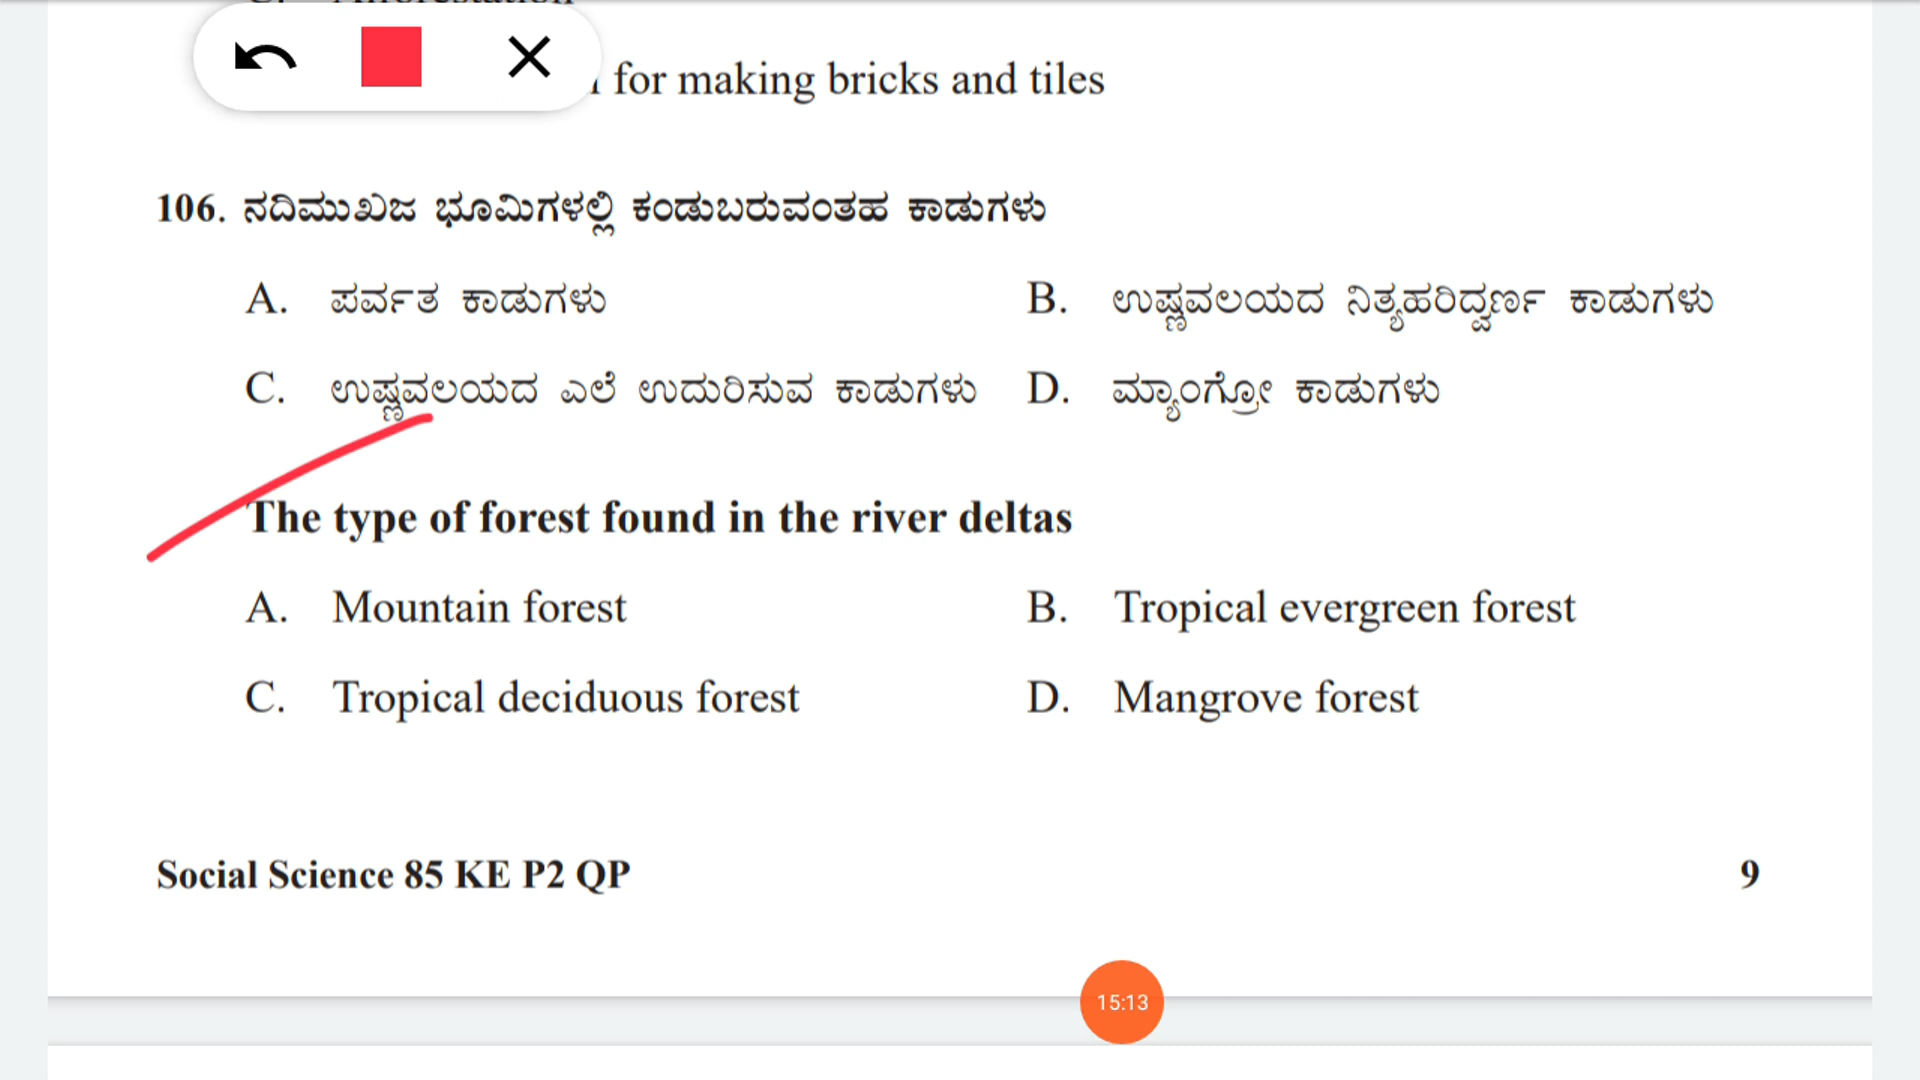 for making bricks and tiles
106. ನದಿಮುಖಜ ಭೂಮಿಗಳಲ್ಲಿ ಕಂಡುಬರುವಂತಹ ಕಾಡುಗಳು
A. ಪರ್ವತ ಕಾಡುಗಳು B. ಉಷ್ಣವಲಯದ ನಿತ್ಯಹರಿದ್ವರ್ಣ ಕಾಡುಗಳು
C. ಉಷ್ಣವಲಯದ ಎಲೆ ಉದುರಿಸುವ ಕಾಡುಗಳು D. ಮ್ಯಾಂಗ್ರೋ ಕಾಡುಗಳು
The type of forest found in the river deltas
A. Mountain forest B. Tropical evergreen forest
C. Tropical deciduous forest D. Mangrove forest
Social Science 85 KE P2 QP 9
15:13